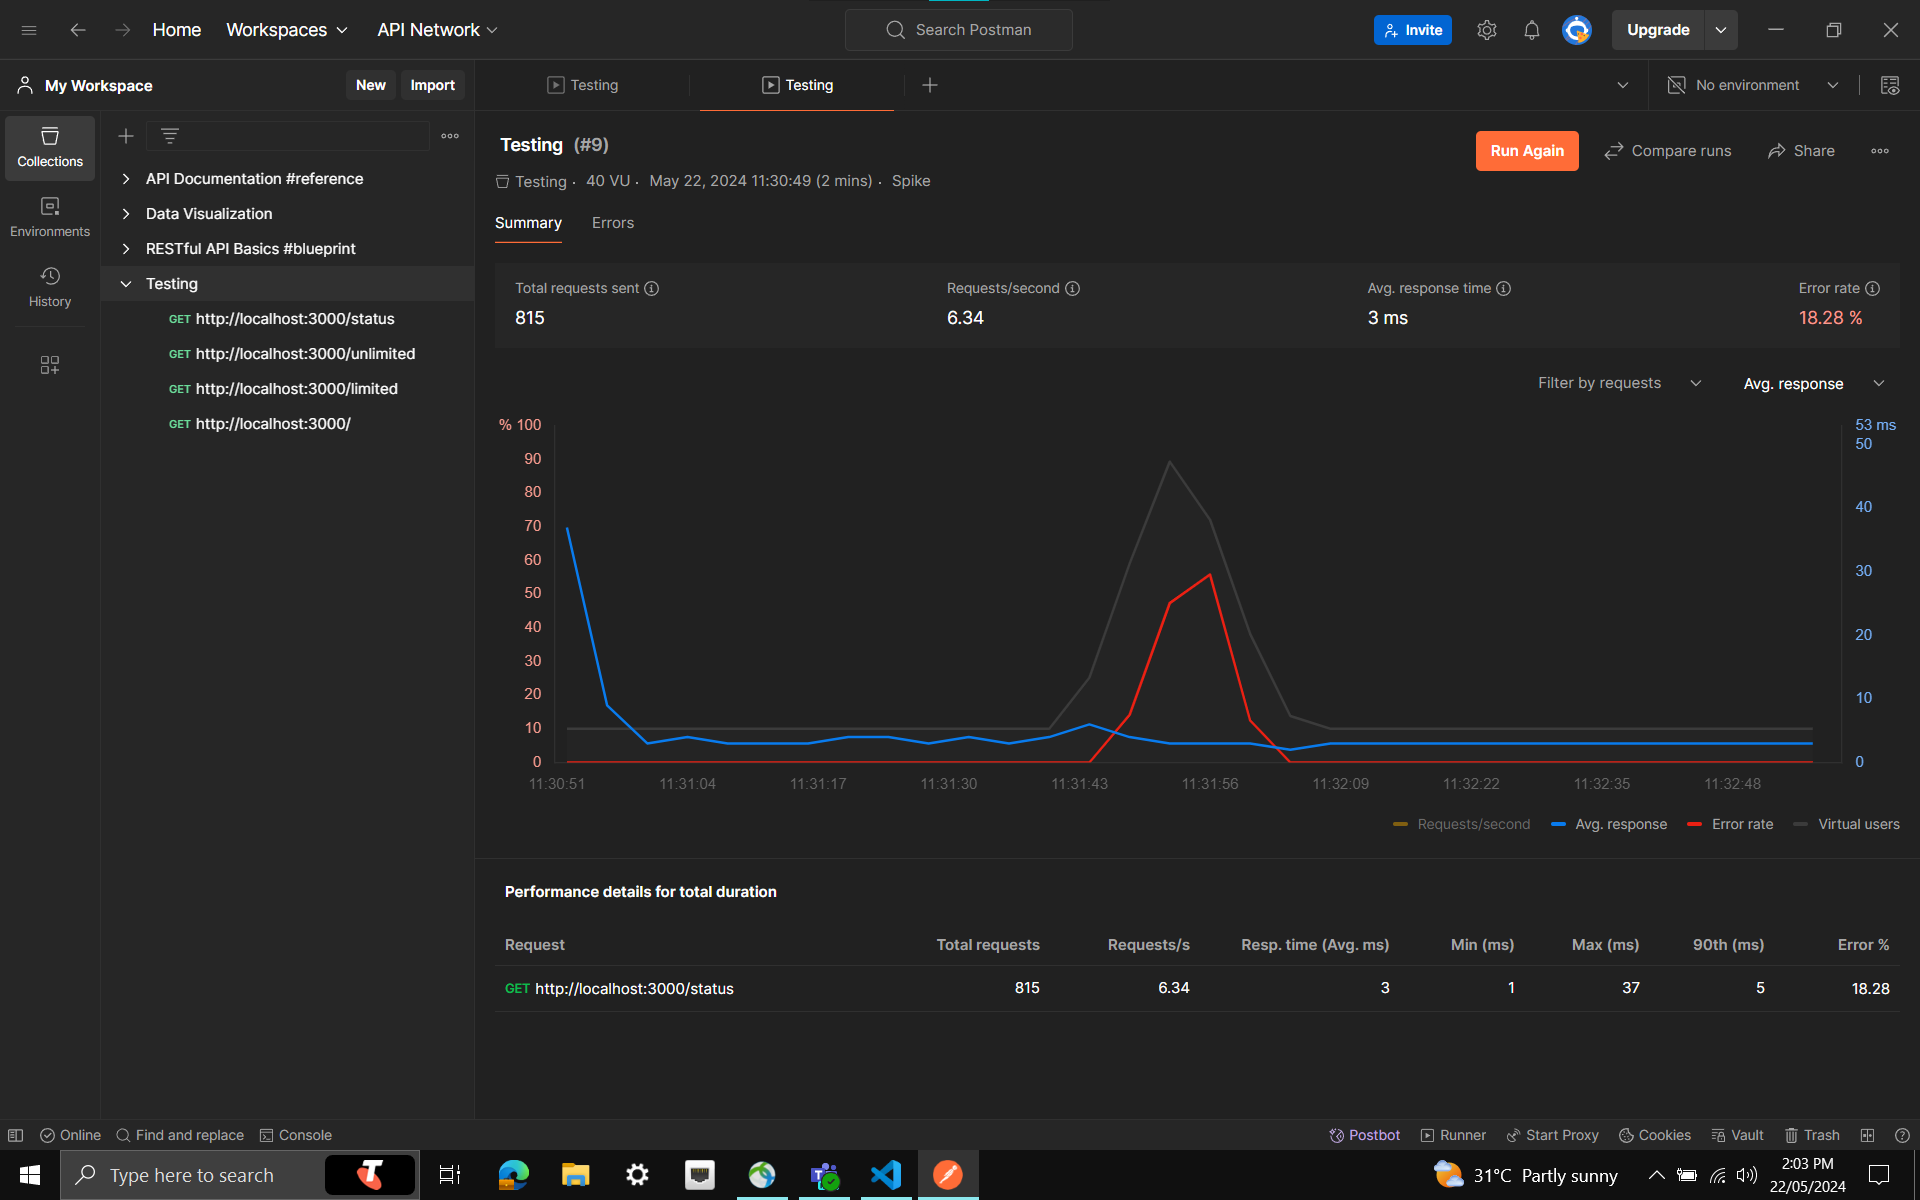 Home Workspaces API Network Search Postman Invite Upgrade
My Workspace New Import Testing Testing No environment
Collections
Environments
History
API Documentation #reference
Data Visualization
RESTful API Basics #blueprint
Testing
GET http://localhost:3000/status
GET http://localhost:3000/unlimited
GET http://localhost:3000/limited
GET http://localhost:3000/
Testing (#9) Run Again Compare runs Share
Testing · 40 VU · May 22, 2024 11:30:49 (2 mins) · Spike
Summary Errors
Total requests sent Requests/second Avg. response time Error rate
815 6.34 3 ms 18.28 %
Filter by requests Avg. response
% 100
90
80
70
60
50
40
30
20
10
0
53 ms
50
40
30
20
10
0
11:30:51 11:31:04 11:31:17 11:31:30 11:31:43 11:31:56 11:32:09 11:32:22 11:32:35 11:32:48
Requests/second Avg. response Error rate Virtual users
Performance details for total duration
Request Total requests Requests/s Resp. time (Avg. ms) Min (ms) Max (ms) 90th (ms) Error %
GET http://localhost:3000/status 815 6.34 3 1 37 5 18.28
Online Find and replace Console Postbot Runner Start Proxy Cookies Vault Trash
Type here to search 31°C Partly sunny 2:03 PM
22/05/2024